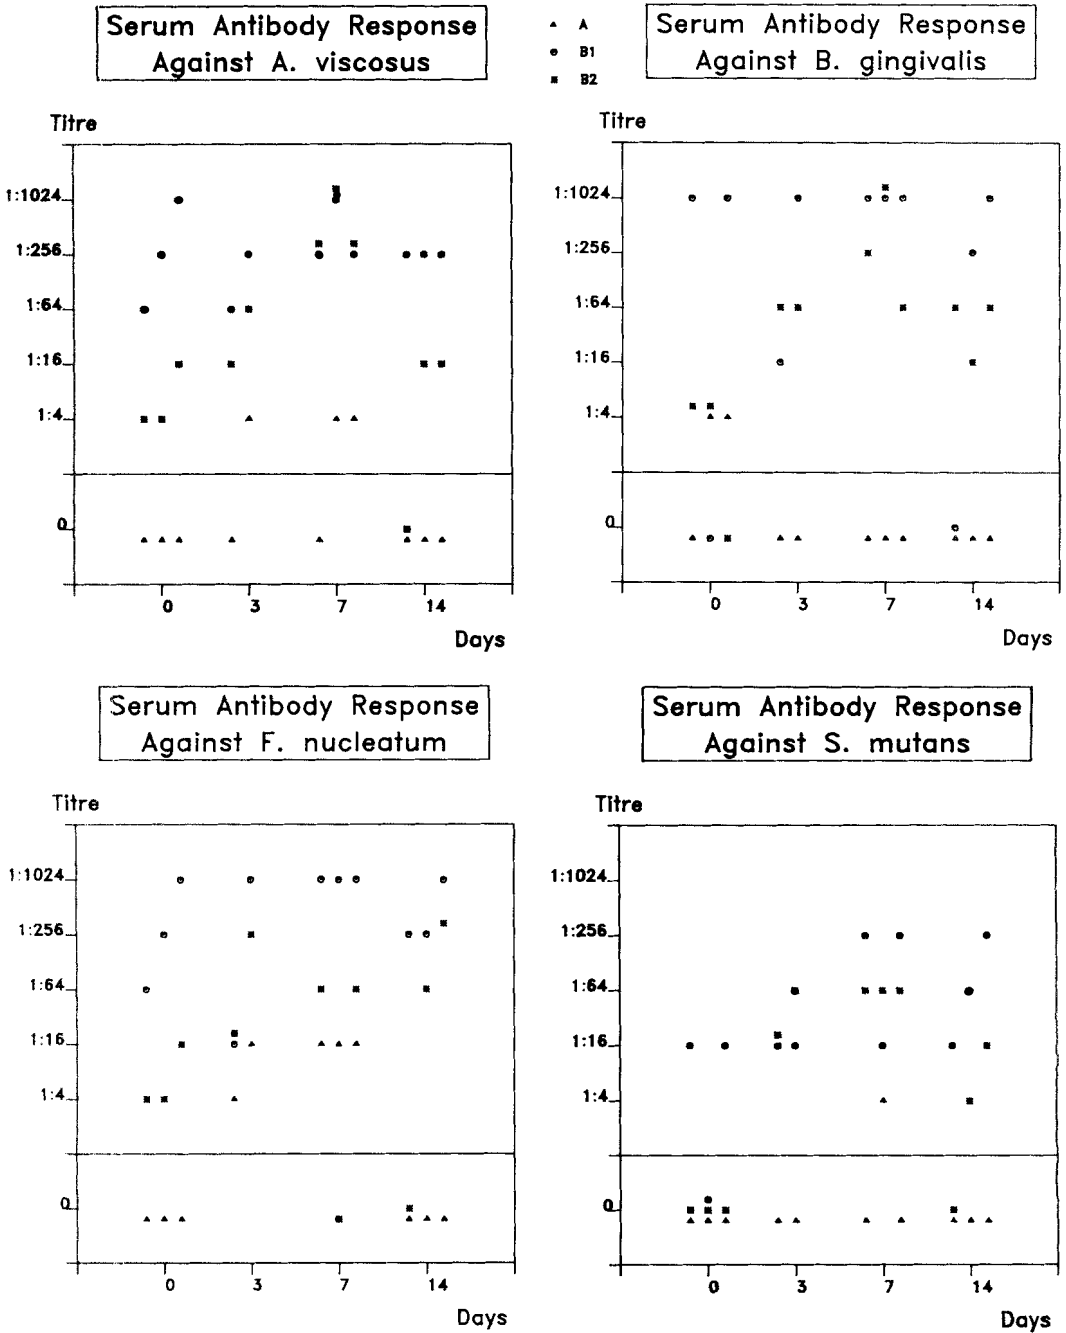 Serum Antibody Response
Against A. viscosus
A
B1
B2
Serum Antibody Response
Against B. gingivalis
Titre
1:1024
1:256
1:64
1:16
1:4
0
0 3 7 14
Days
Titre
1:1024
1:256
1:64
1:16
1:4
0
0 3 7 14
Days
Serum Antibody Response
Against F. nucleatum
Titre
1:1024
1:256
1:64
1:16
1:4
0
0 3 7 14
Days
Serum Antibody Response
Against S. mutans
Titre
1:1024
1:256
1:64
1:16
1:4
0
0 3 7 14
Days